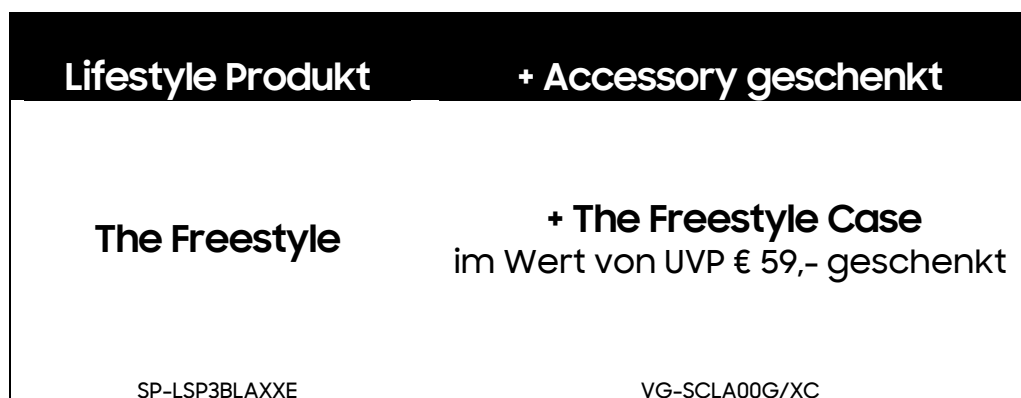 Lifestyle Produkt
+ Accessory geschenkt
The Freestyle
+ The Freestyle Case
im Wert von UVP € 59,- geschenkt
SP-LSP3BLAXXE
VG-SCLA00G/XC